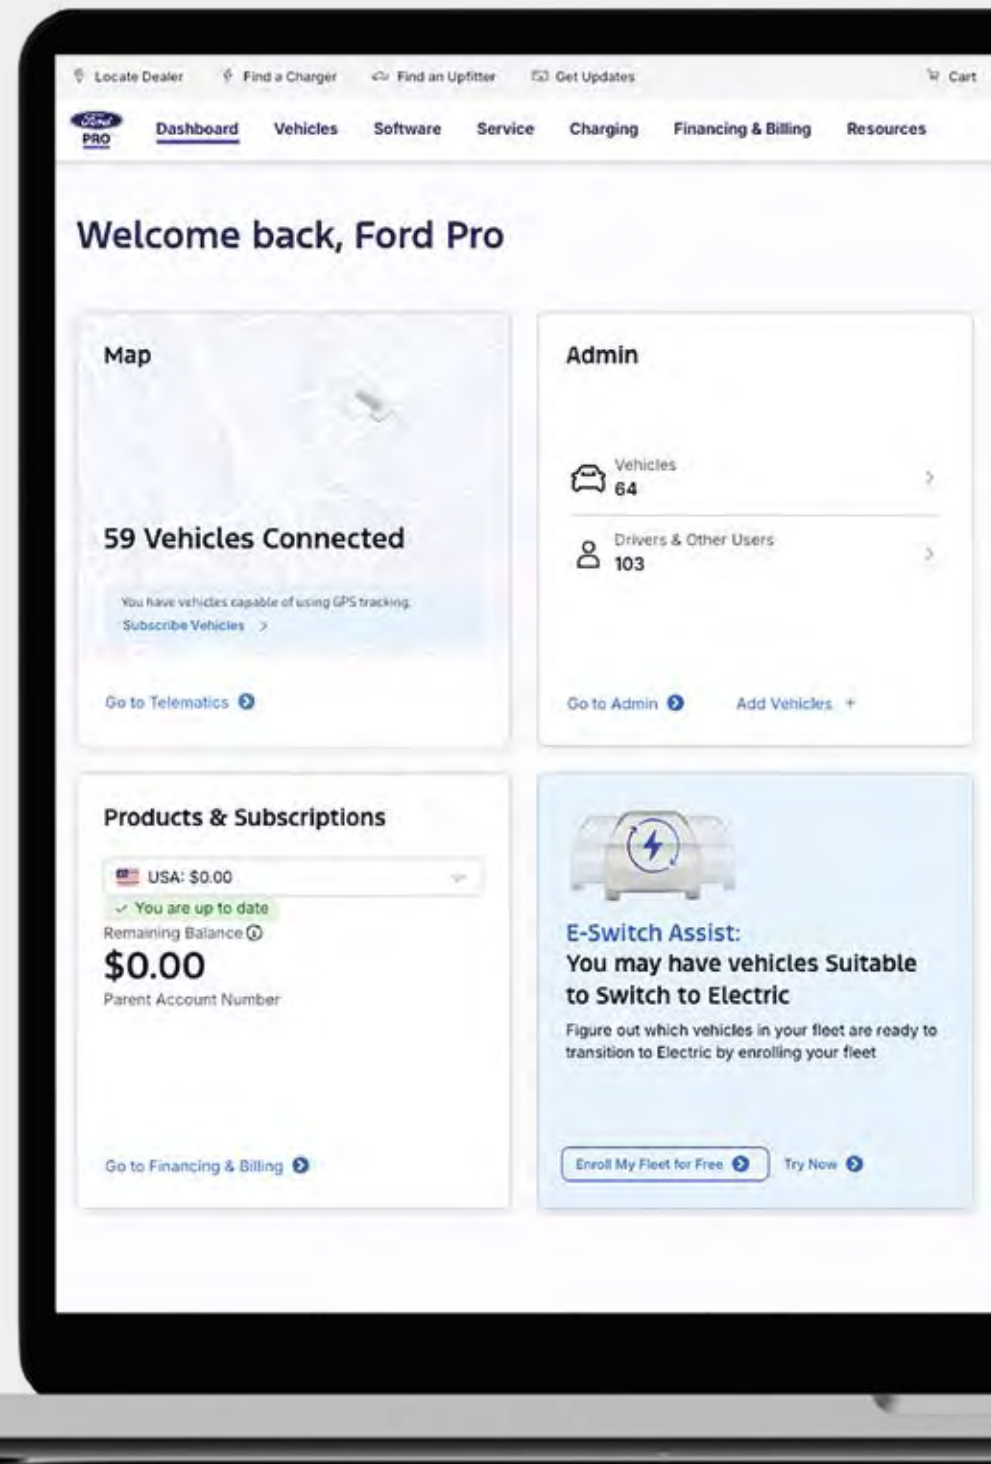 Locate Dealer Find a Charger Find an Upfitter Get Updates Cart
Ford
PRO
Dashboard Vehicles Software Service Charging Financing & Billing Resources
Welcome back, Ford Pro
Map
59 Vehicles Connected
You have vehicles capable of using GPS tracking.
Subscribe Vehicles >
Go to Telematics
Admin
Vehicles
64
Drivers & Other Users
103
Go to Admin Add Vehicles +
Products & Subscriptions
USA: $0.00
You are up to date
Remaining Balance
$0.00
Parent Account Number
Go to Financing & Billing
E-Switch Assist:
You may have vehicles Suitable
to Switch to Electric
Figure out which vehicles in your fleet are ready to
transition to Electric by enrolling your fleet
Enroll My Fleet for Free Try Now